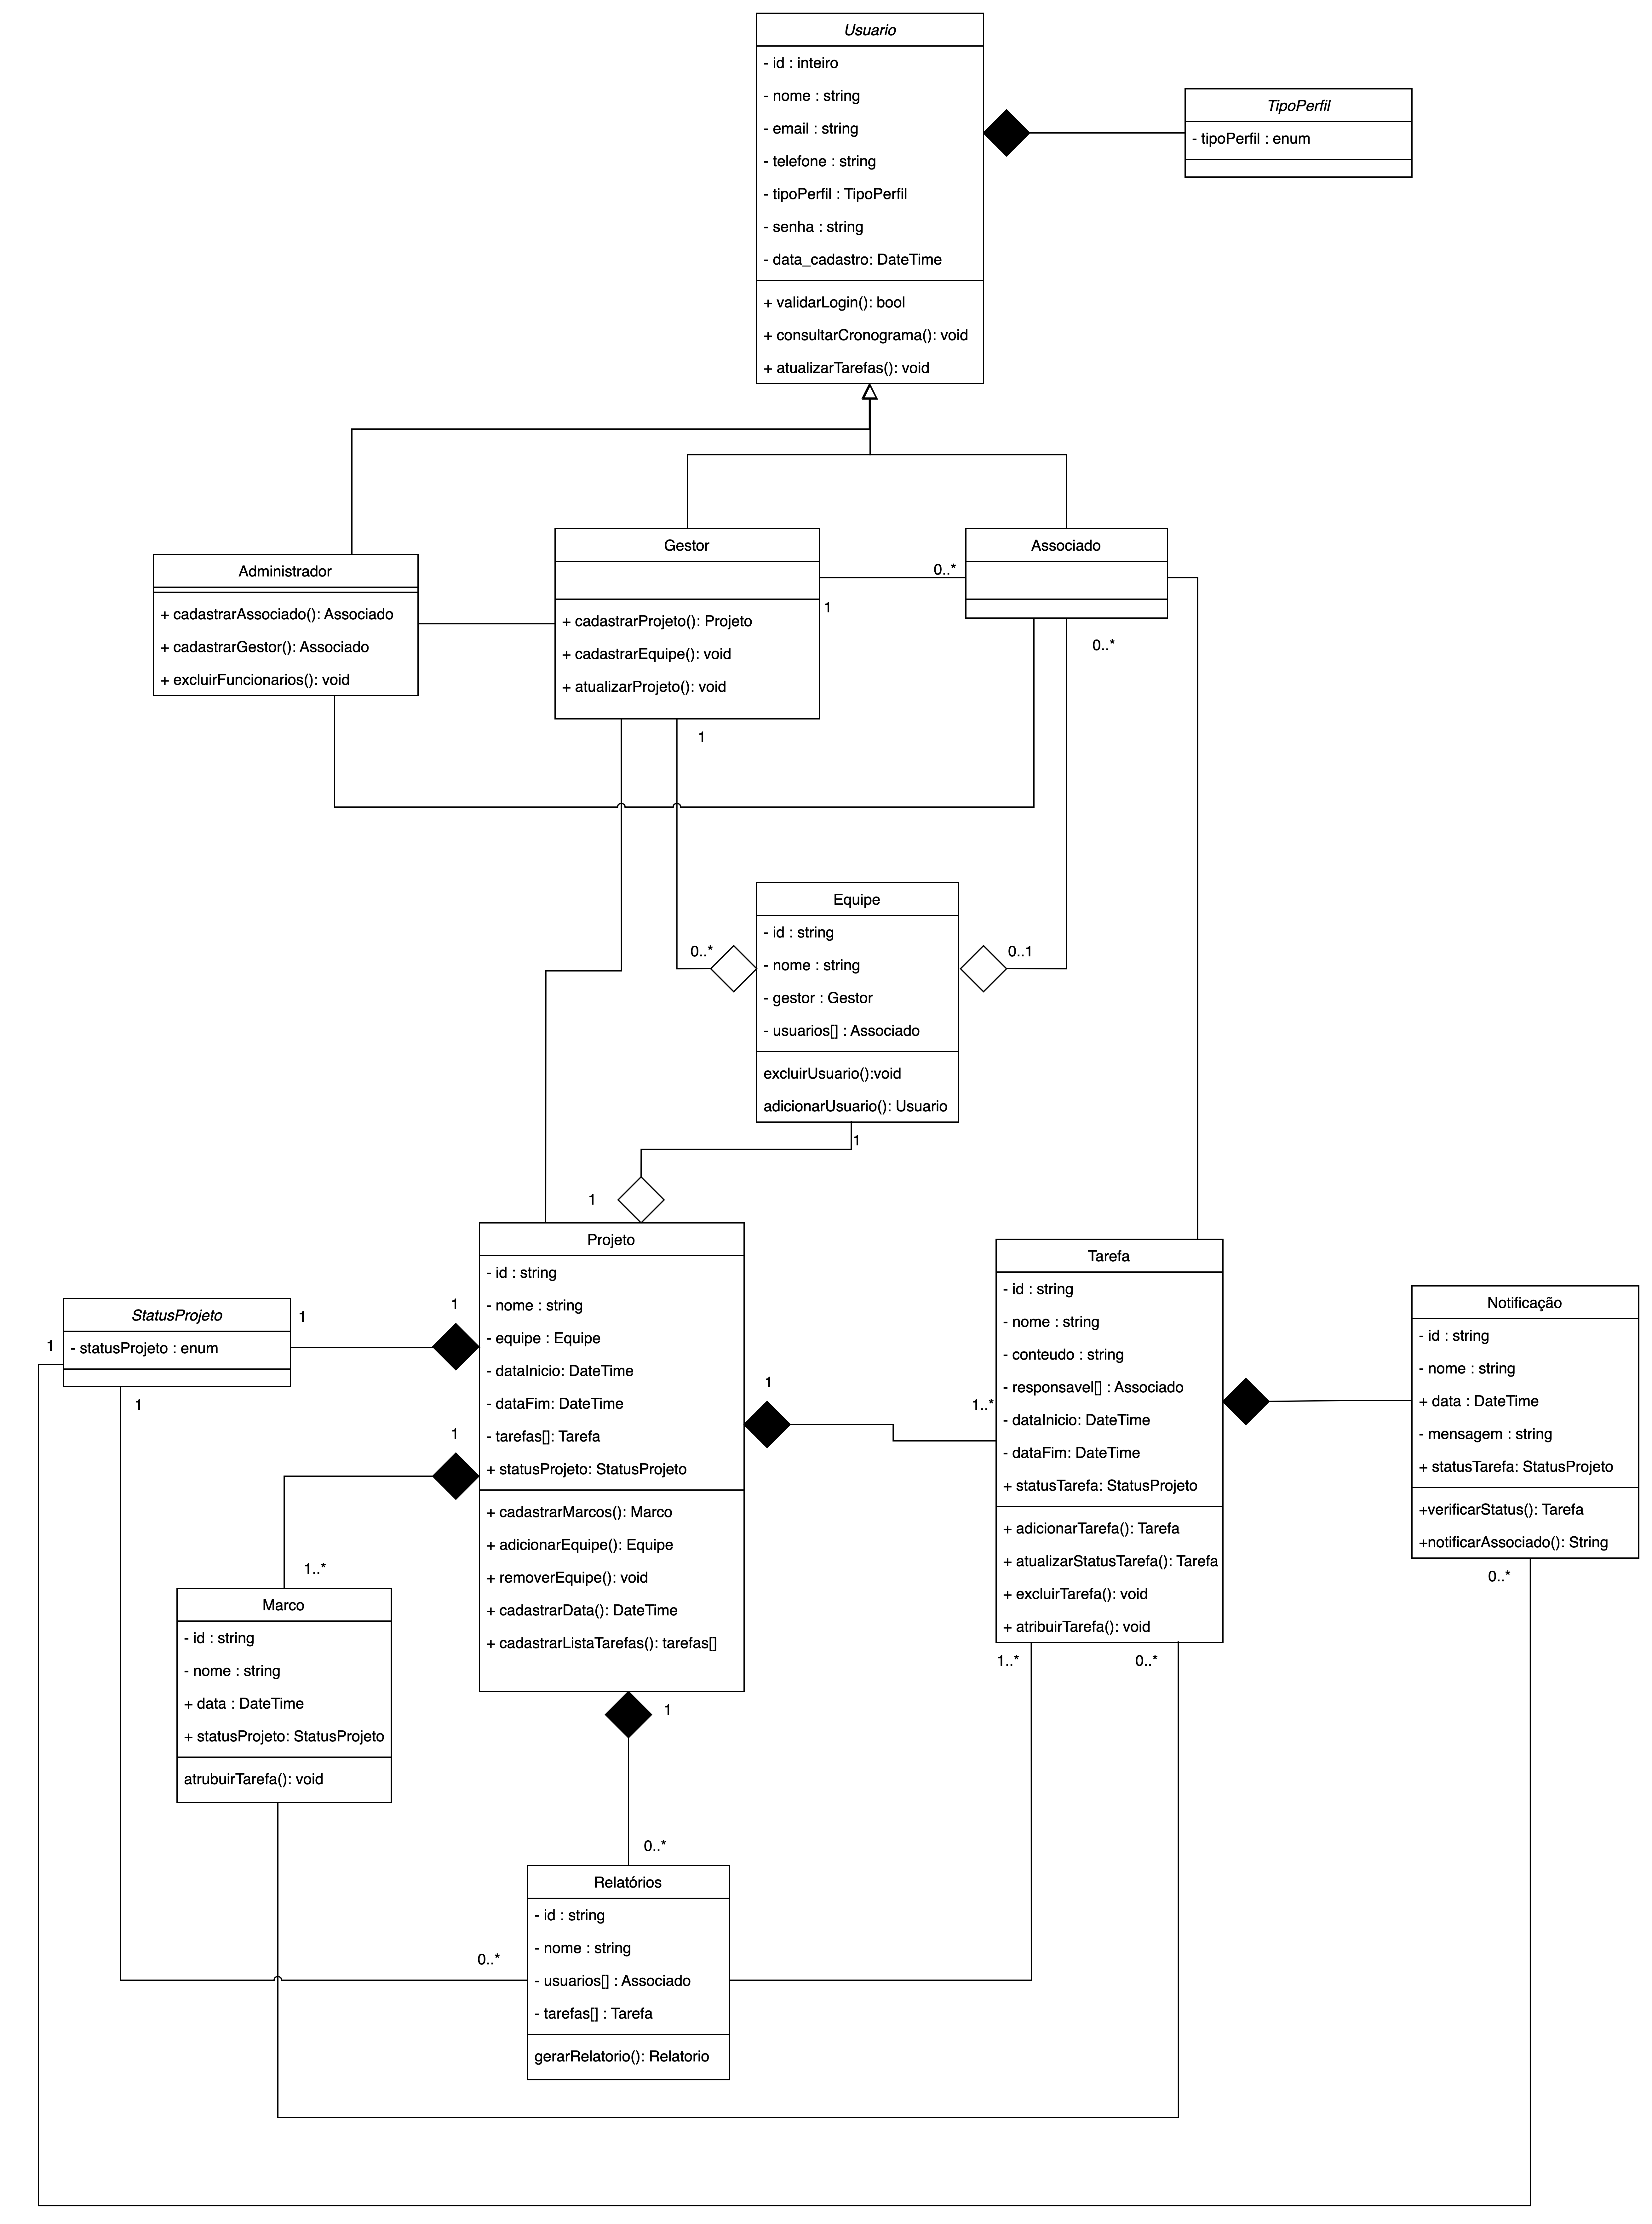 Usuario
- id : inteiro
- nome : string
- email : string
- telefone : string
- tipoPerfil : TipoPerfil
- senha : string
- data_cadastro: DateTime
+ validarLogin(): bool
+ consultarCronograma(): void
+ atualizarTarefas(): void
TipoPerfil
- tipoPerfil : enum
Administrador
+ cadastrarAssociado(): Associado
+ cadastrarGestor(): Associado
+ excluirFuncionarios(): void
Gestor
+ cadastrarProjeto(): Projeto
+ cadastrarEquipe(): void
+ atualizarProjeto(): void
1
0..*
1
Associado
0..*
Equipe
- id : string
- nome : string
- gestor : Gestor
- usuarios[] : Associado
excluirUsuario():void
adicionarUsuario(): Usuario
0..*
0..1
1
1
Projeto
- id : string
- nome : string
- equipe : Equipe
- dataInicio: DateTime
- dataFim: DateTime
- tarefas[]: Tarefa
+ statusProjeto: StatusProjeto
+ cadastrarMarcos(): Marco
+ adicionarEquipe(): Equipe
+ removerEquipe(): void
+ cadastrarData(): DateTime
+ cadastrarListaTarefas(): tarefas[]
StatusProjeto
- statusProjeto : enum
1
1
1
1
1
1
1..*
Tarefa
- id : string
- nome : string
- conteudo : string
- responsavel[] : Associado
- dataInicio: DateTime
- dataFim: DateTime
+ statusTarefa: StatusProjeto
+ adicionarTarefa(): Tarefa
+ atualizarStatusTarefa(): Tarefa
+ excluirTarefa(): void
+ atribuirTarefa(): void
1..*
0..*
Notificação
- id : string
- nome : string
+ data : DateTime
- mensagem : string
+ statusTarefa: StatusProjeto
+verificarStatus(): Tarefa
+notificarAssociado(): String
0..*
1..*
Marco
- id : string
- nome : string
+ data : DateTime
+ statusProjeto: StatusProjeto
atrubuirTarefa(): void
1
0..*
Relatórios
- id : string
- nome : string
- usuarios[] : Associado
- tarefas[] : Tarefa
gerarRelatorio(): Relatorio
0..*